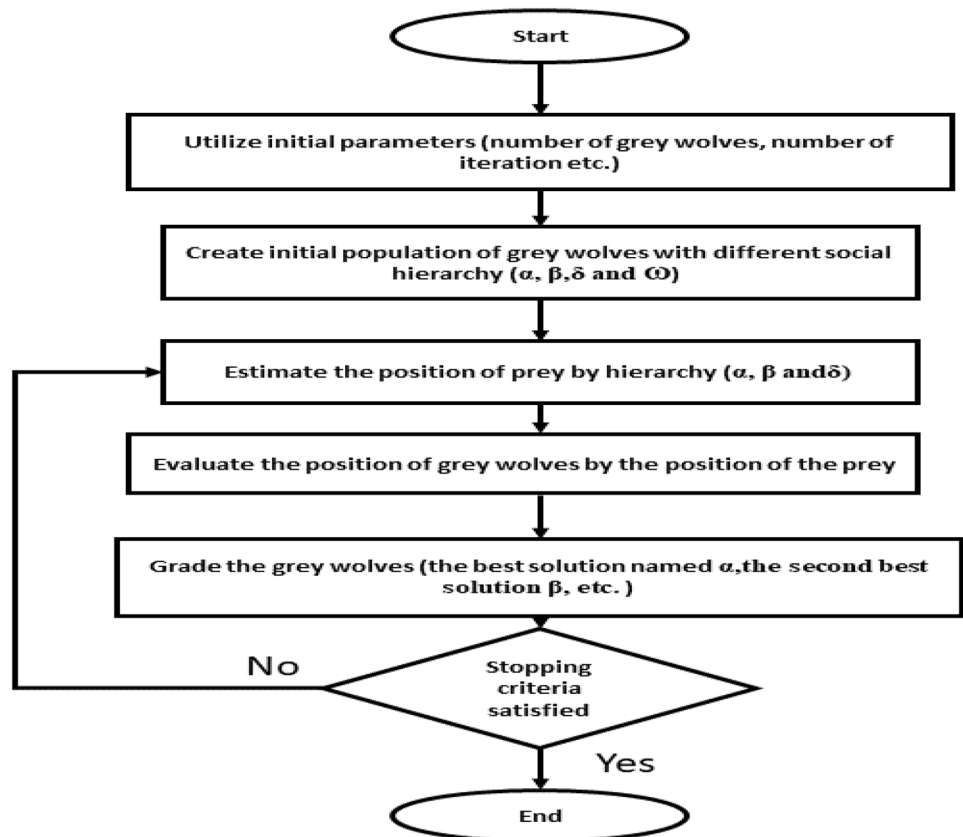 Start
Utilize initial parameters (number of grey wolves, number of
iteration etc.)
Create initial population of grey wolves with different social
hierarchy (α, β,δ and Ѡ)
Estimate the position of prey by hierarchy (α, β andδ)
Evaluate the position of grey wolves by the position of the prey
Grade the grey wolves (the best solution named α,the second best
solution β, etc. )
No
Stopping
criteria
satisfied
Yes
End